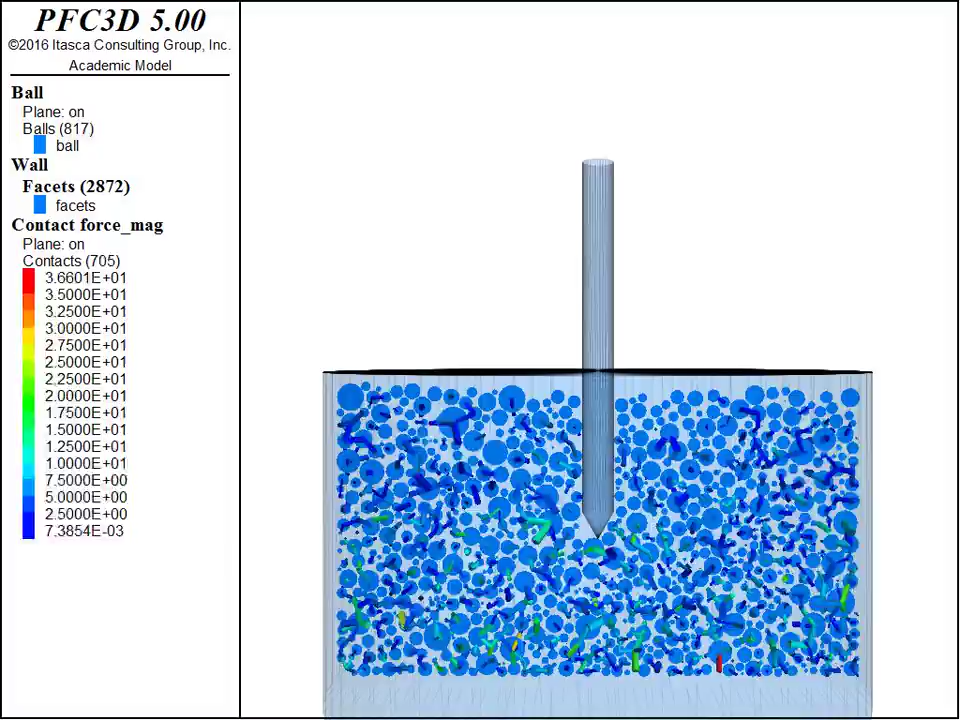 PFC3D 5.00
©2016 Itasca Consulting Group, Inc.
Academic Model
Ball
Plane: on
Balls (817)
ball
Wall
Facets (2872)
facets
Contact force_mag
Plane: on
Contacts (705)
3.6601E+01
3.5000E+01
3.2500E+01
3.0000E+01
2.7500E+01
2.5000E+01
2.2500E+01
2.0000E+01
1.7500E+01
1.5000E+01
1.2500E+01
1.0000E+01
7.5000E+00
5.0000E+00
2.5000E+00
7.3854E-03